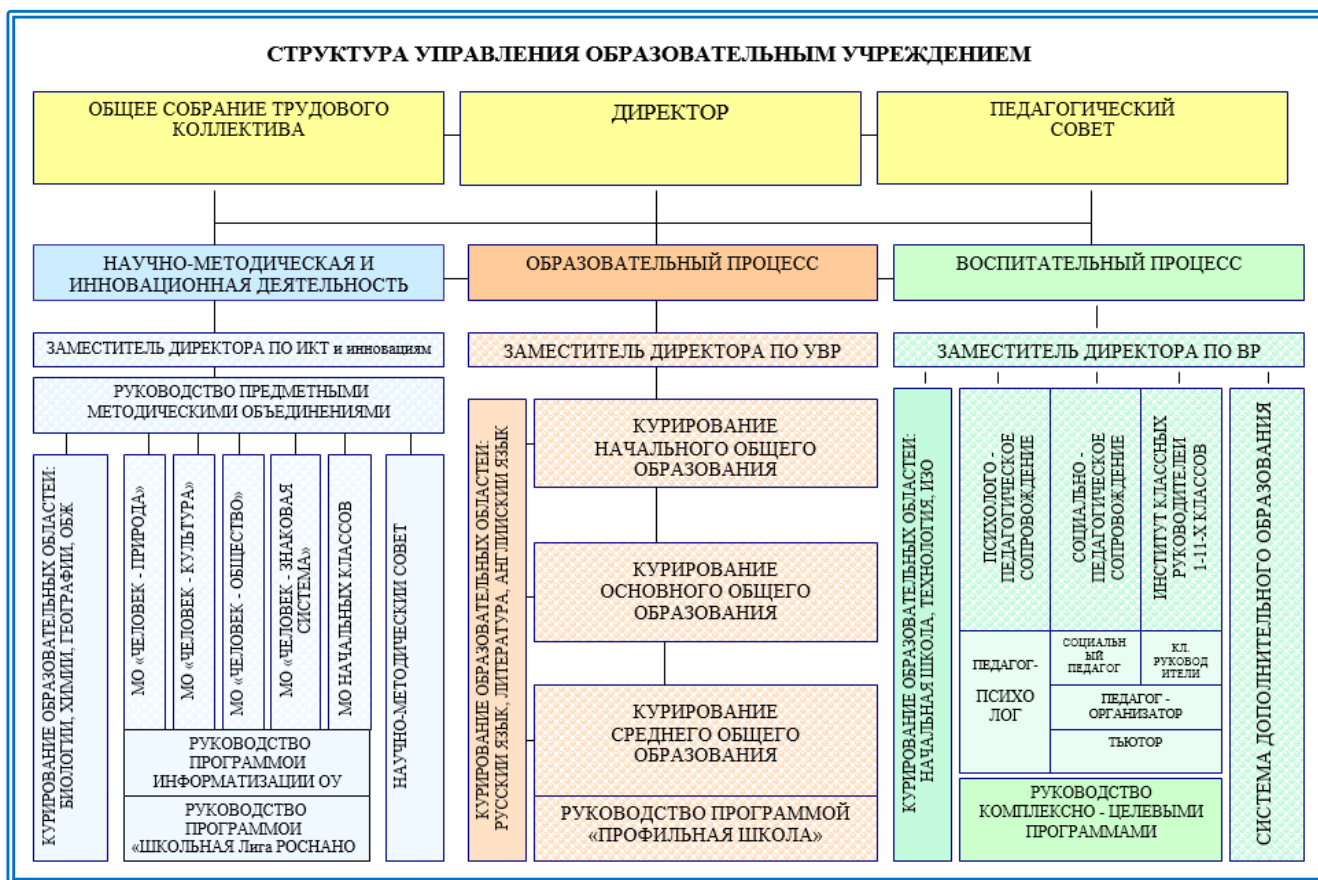 СТРУКТУРА УПРАВЛЕНИЯ ОБРАЗОВАТЕЛЬНЫМ УЧРЕЖДЕНИЕМ
ОБЩЕЕ СОБРАНИЕ ТРУДОВОГО
КОЛЛЕКТИВА
ДИРЕКТОР
ПЕДАГОГИЧЕСКИЙ
СОВЕТ
НАУЧНО-МЕТОДИЧЕСКАЯ И
ИННОВАЦИОННАЯ ДЕЯТЕЛЬНОСТЬ
ОБРАЗОВАТЕЛЬНЫЙ ПРОЦЕСС
ВОСПИТАТЕЛЬНЫЙ ПРОЦЕСС
ЗАМЕСТИТЕЛЬ ДИРЕКТОРА ПО ИКТ и инновациям
ЗАМЕСТИТЕЛЬ ДИРЕКТОРА ПО УВР
ЗАМЕСТИТЕЛЬ ДИРЕКТОРА ПО ВР
РУКОВОДСТВО ПРЕДМЕТНЫМИ
МЕТОДИЧЕСКИМИ ОБЪЕДИНЕНИЯМИ
КУРИРОВАНИЕ ОБРАЗОВАТЕЛЬНЫХ ОБЛАСТЕЙ:
БИОЛОГИИ, ХИМИИ, ГЕОГРАФИИ, ОБЖ
МО «ЧЕЛОВЕК - ПРИРОДА»
МО «ЧЕЛОВЕК - КУЛЬТУРА»
МО «ЧЕЛОВЕК - ОБЩЕСТВО»
МО «ЧЕЛОВЕК - ЗНАКОВАЯ
СИСТЕМА»
МО НАЧАЛЬНЫХ КЛАССОВ
РУКОВОДСТВО
ПРОГРАММОЙ
ИНФОРМАТИЗАЦИИ ОУ
РУКОВОДСТВО
ПРОГРАММОЙ
«ШКОЛЬНАЯ Лига РОСНАНО
НАУЧНО-МЕТОДИЧЕСКИЙ СОВЕТ
КУРИРОВАНИЕ ОБРАЗОВАТЕЛЬНЫХ ОБЛАСТЕЙ:
РУССКИЙ ЯЗЫК, ЛИТЕРАТУРА, АНГЛИЙСКИЙ ЯЗЫК
КУРИРОВАНИЕ
НАЧАЛЬНОГО ОБЩЕГО
ОБРАЗОВАНИЯ
КУРИРОВАНИЕ
ОСНОВНОГО ОБЩЕГО
ОБРАЗОВАНИЯ
КУРИРОВАНИЕ
СРЕДНЕГО ОБЩЕГО
ОБРАЗОВАНИЯ
РУКОВОДСТВО ПРОГРАММОЙ
«ПРОФИЛЬНАЯ ШКОЛА»
КУРИРОВАНИЕ ОБРАЗОВАТЕЛЬНЫХ ОБЛАСТЕЙ:
НАЧАЛЬНАЯ ШКОЛА, ТЕХНОЛОГИЯ, ИЗО
ПСИХОЛОГО -
ПЕДАГОГИЧЕСКОЕ
СОПРОВОЖДЕНИЕ
СОЦИАЛЬНО -
ПЕДАГОГИЧЕСКОЕ
СОПРОВОЖДЕНИЕ
ИНСТИТУТ КЛАССНЫХ
РУКОВОДИТЕЛЕЙ
1-11-Х КЛАССОВ
ПЕДАГОГ-
ПСИХО
ЛОГ
СОЦИАЛЬН
ЫЙ
ПЕДАГОГ
КЛ.
РУКОВОД
ИТЕЛИ
ПЕДАГОГ -
ОРГАНИЗАТОР
ТЬЮТОР
РУКОВОДСТВО
КОМПЛЕКСНО - ЦЕЛЕВЫМИ
ПРОГРАММАМИ
СИСТЕМА ДОПОЛНИТЕЛЬНОГО ОБРАЗОВАНИЯ